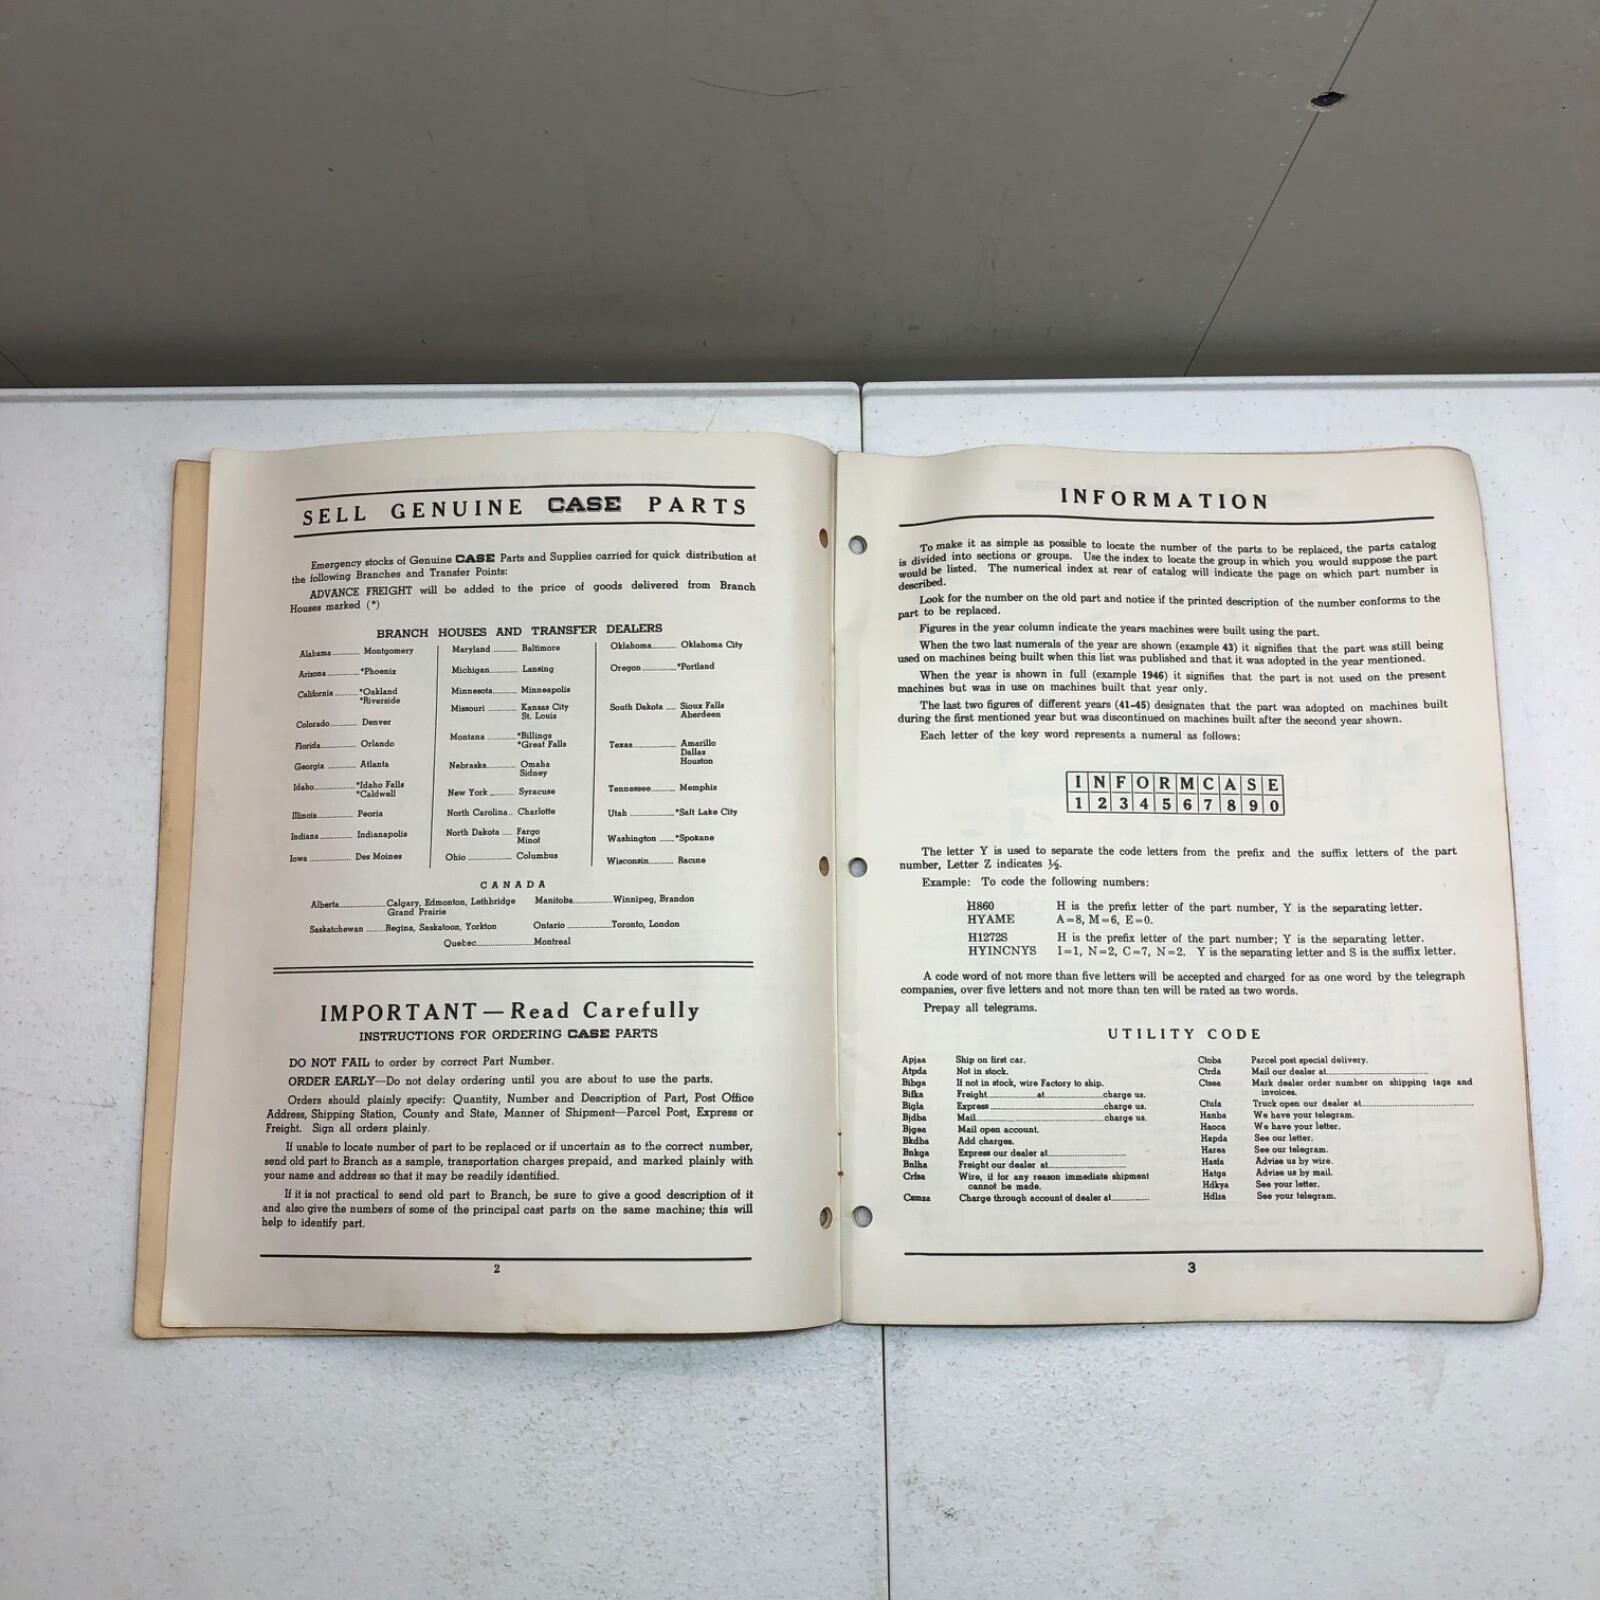 SELL GENUINE CASE PARTS
Emergency stocks of Genuine CASE Parts and Supplies carried for quick distribution at
the following Branches and Transfer Points:
ADVANCE FREIGHT will be added to the price of goods delivered from Branch
Houses marked (*)
BRANCH HOUSES AND TRANSFER DEALERS
Alabama Montgomery
Arizona *Phoenix
California *Oakland
*Riverside
Colorado Denver
Florida Orlando
Georgia Atlanta
Idaho *Idaho Falls
*Caldwell
Illinois Peoria
Indiana Indianapolis
Iowa Des Moines
Maryland Baltimore
Michigan Lansing
Minnesota Minneapolis
Missouri Kansas City
St. Louis
Montana *Billings
*Great Falls
Nebraska Omaha
Sidney
New York Syracuse
North Carolina Charlotte
North Dakota Fargo
Minot
Ohio Columbus
Oklahoma Oklahoma City
Oregon *Portland
South Dakota Sioux Falls
Aberdeen
Texas Amarillo
Dallas
Houston
Tennessee Memphis
Utah *Salt Lake City
Washington *Spokane
Wisconsin Racine
CANADA
Alberta Calgary, Edmonton, Lethbridge
Grand Prairie
Manitoba Winnipeg, Brandon
Saskatchewan Regina, Saskatoon, Yorkton
Ontario Toronto, London
Quebec Montreal
IMPORTANT — Read Carefully
INSTRUCTIONS FOR ORDERING CASE PARTS
DO NOT FAIL to order by correct Part Number.
ORDER EARLY—Do not delay ordering until you are about to use the parts.
Orders should plainly specify: Quantity, Number and Description of Part, Post Office
Address, Shipping Station, County and State, Manner of Shipment—Parcel Post, Express or
Freight. Sign all orders plainly.
If unable to locate number of part to be replaced or if uncertain as to the correct number,
send old part to Branch as a sample, transportation charges prepaid, and marked plainly with
your name and address so that it may be readily identified.
If it is not practical to send old part to Branch, be sure to give a good description of it
and also give the numbers of some of the principal cast parts on the same machine; this will
help to identify part.
2
INFORMATION
To make it as simple as possible to locate the number of the parts to be replaced, the parts catalog
is divided into sections or groups. Use the index to locate the group in which you would suppose the part
would be listed. The numerical index at rear of catalog will indicate the page on which part number is
described.
Look for the number on the old part and notice if the printed description of the number conforms to the
part to be replaced.
Figures in the year column indicate the years machines were built using the part.
When the two last numerals of the year are shown (example 43) it signifies that the part was still being
used on machines being built when this list was published and that it was adopted in the year mentioned.
When the year is shown in full (example 1946) it signifies that the part is not used on the present
machines but was in use on machines built that year only.
The last two figures of different years (41-45) designates that the part was adopted on machines built
during the first mentioned year but was discontinued on machines built after the second year shown.
Each letter of the key word represents a numeral as follows:
I N F O R M C A S E
1 2 3 4 5 6 7 8 9 0
The letter Y is used to separate the code letters from the prefix and the suffix letters of the part
number, Letter Z indicates ½.
Example: To code the following numbers:
H860 H is the prefix letter of the part number, Y is the separating letter.
HYAME A=8, M=6, E=0.
H1272S H is the prefix letter of the part number; Y is the separating letter.
HYINCNYS I=1, N=2, C=7, N=2. Y is the separating letter and S is the suffix letter.
A code word of not more than five letters will be accepted and charged for as one word by the telegraph
companies, over five letters and not more than ten will be rated as two words.
Prepay all telegrams.
UTILITY CODE
Apjaa Ship on first car.
Atpda Not in stock.
Bibga If not in stock, wire Factory to ship.
Bifka Freight at charge us.
Bigla Express charge us.
Bjdba Mail charge us.
Bjgea Mail open account.
Bkdba Add charges.
Bnkga Express our dealer at
Bnlha Freight our dealer at
Crlsa Wire, if for any reason immediate shipment
cannot be made.
Csmza Charge through account of dealer at
Ctoba Parcel post special delivery.
Ctrda Mail our dealer at
Ctsea Mark dealer order number on shipping tags and
invoices.
Ctufa Truck open our dealer at
Hanba We have your telegram.
Haoca We have your letter.
Hapda See our letter.
Harea See our telegram.
Hasfa Advise us by wire.
Hatga Advise us by mail.
Hdkya See your letter.
Hdlza See your telegram.
3